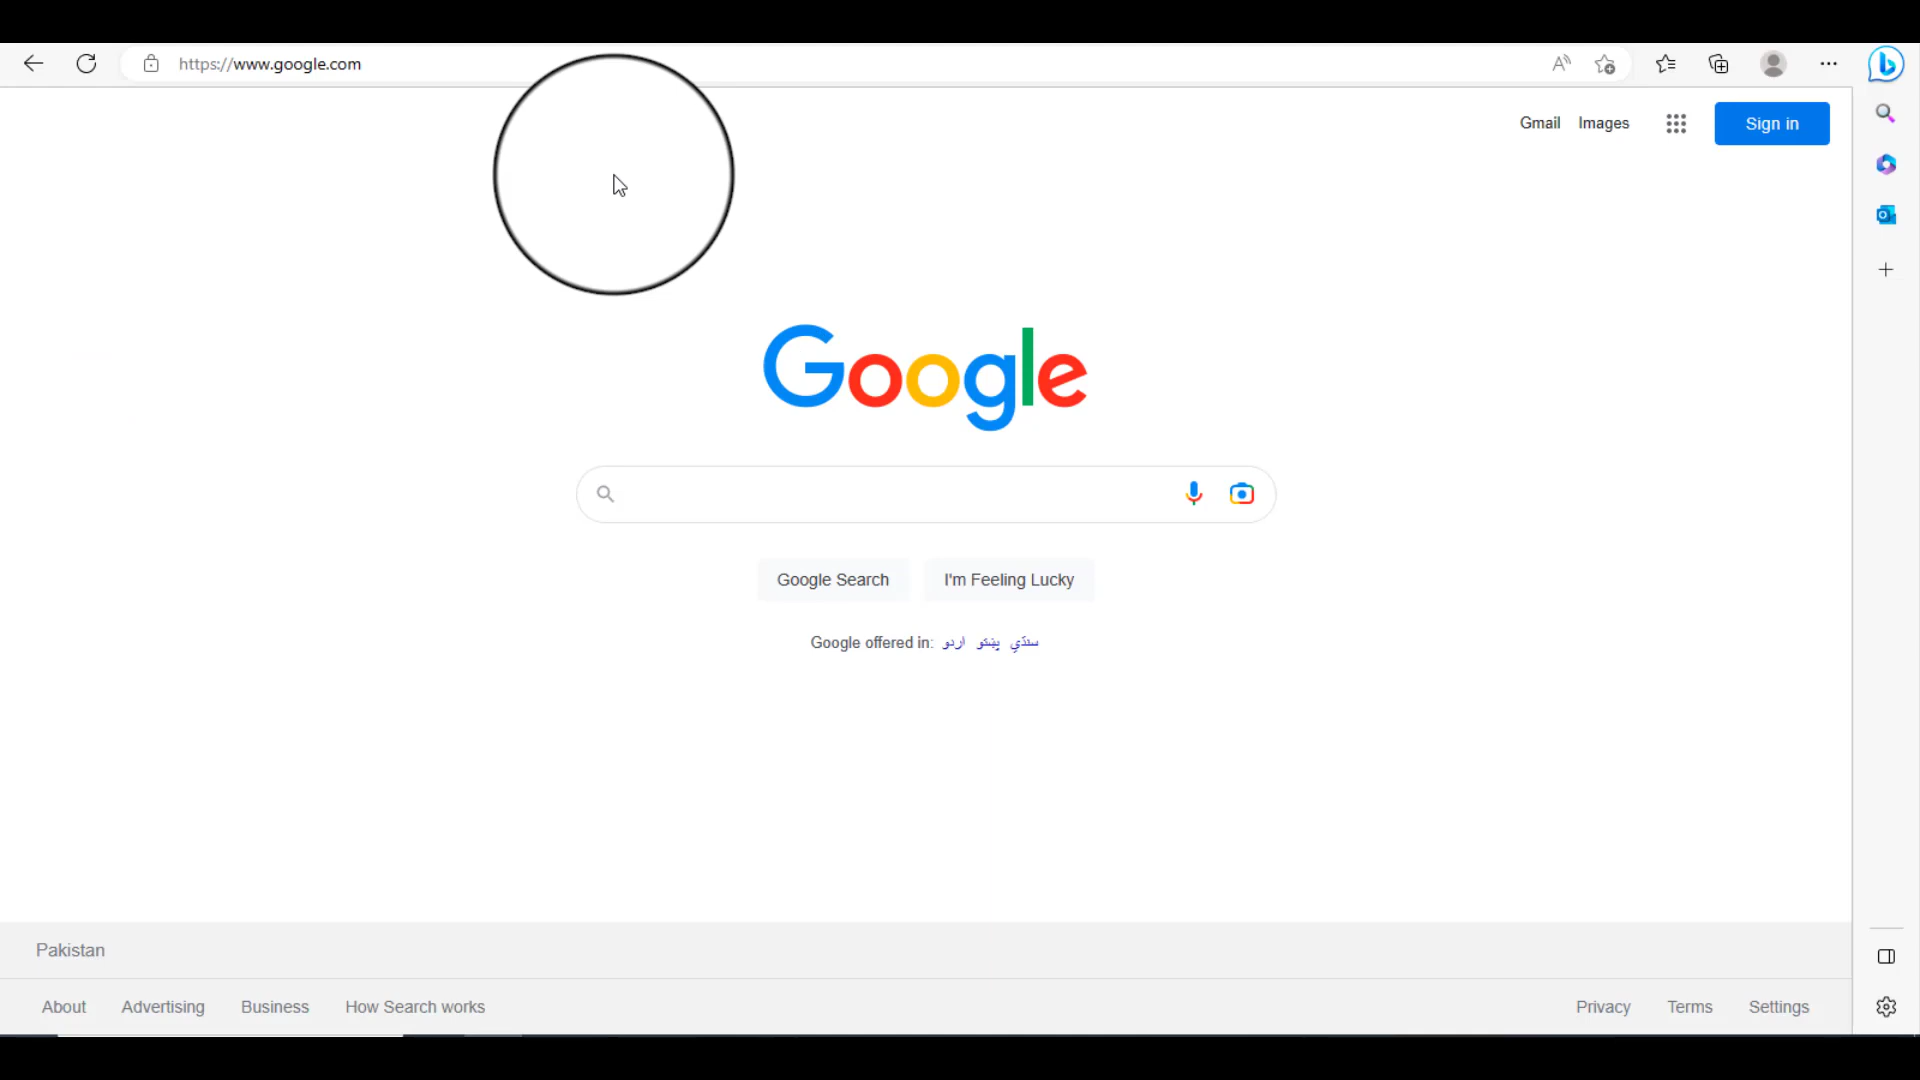 https://www.google.com
Gmail Images Sign in
Google
Google Search I'm Feeling Lucky
Google offered in: اردو پښتو سنڌي
Pakistan
About Advertising Business How Search works Privacy Terms Settings